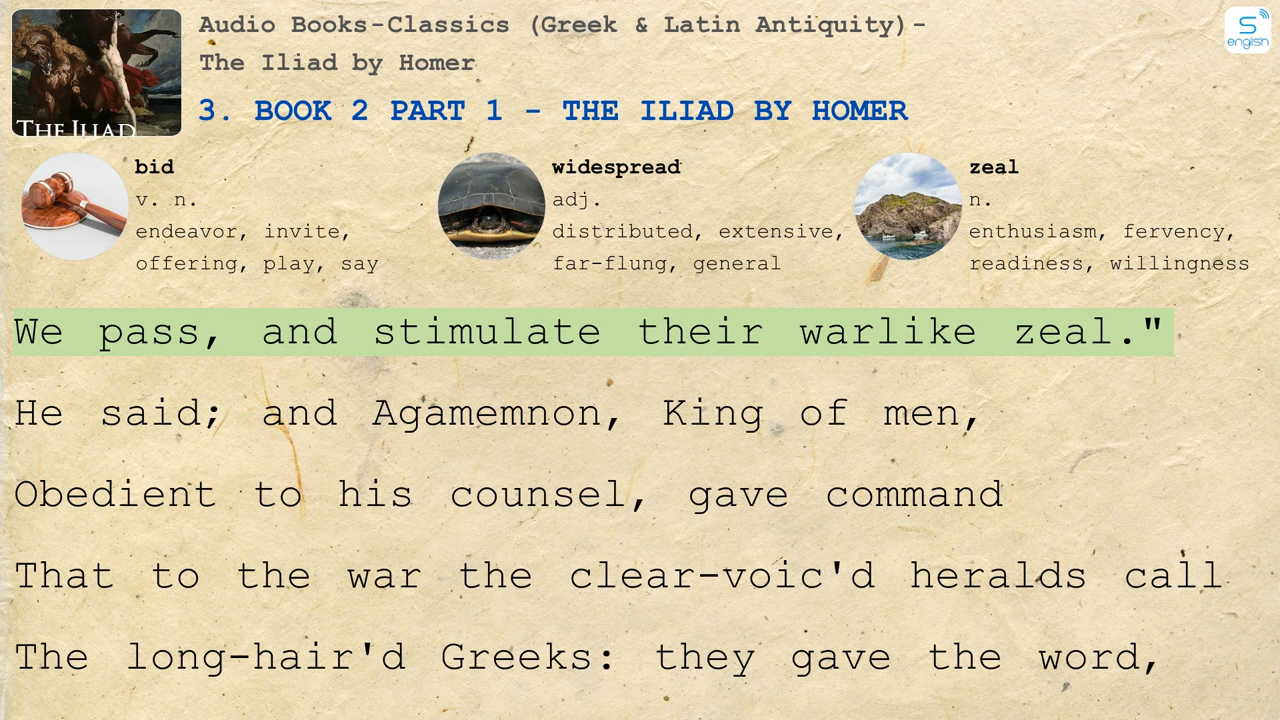 Audio Books-Classics (Greek & Latin Antiquity)-
The Iliad by Homer
THE ILIAD
3. BOOK 2 PART 1 - THE ILIAD BY HOMER
S
english
bid
v. n.
endeavor, invite,
offering, play, say
widespread
adj.
distributed, extensive,
far-flung, general
zeal
n.
enthusiasm, fervency,
readiness, willingness
We pass, and stimulate their warlike zeal."
He said; and Agamemnon, King of men,
Obedient to his counsel, gave command
That to the war the clear-voic'd heralds call
The long-hair'd Greeks: they gave the word,